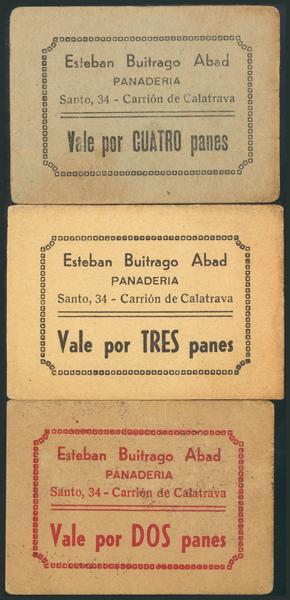 Esteban Buitrago Abad
PANADERIA
Santo, 34 - Carrión de Calatrava
Vale por CUATRO panes
Esteban Buitrago Abad
PANADERIA
Santo, 34 - Carrión de Calatrava
Vale por TRES panes
Esteban Buitrago Abad
PANADERIA
Santo, 34 - Carrión de Calatrava
Vale por DOS panes